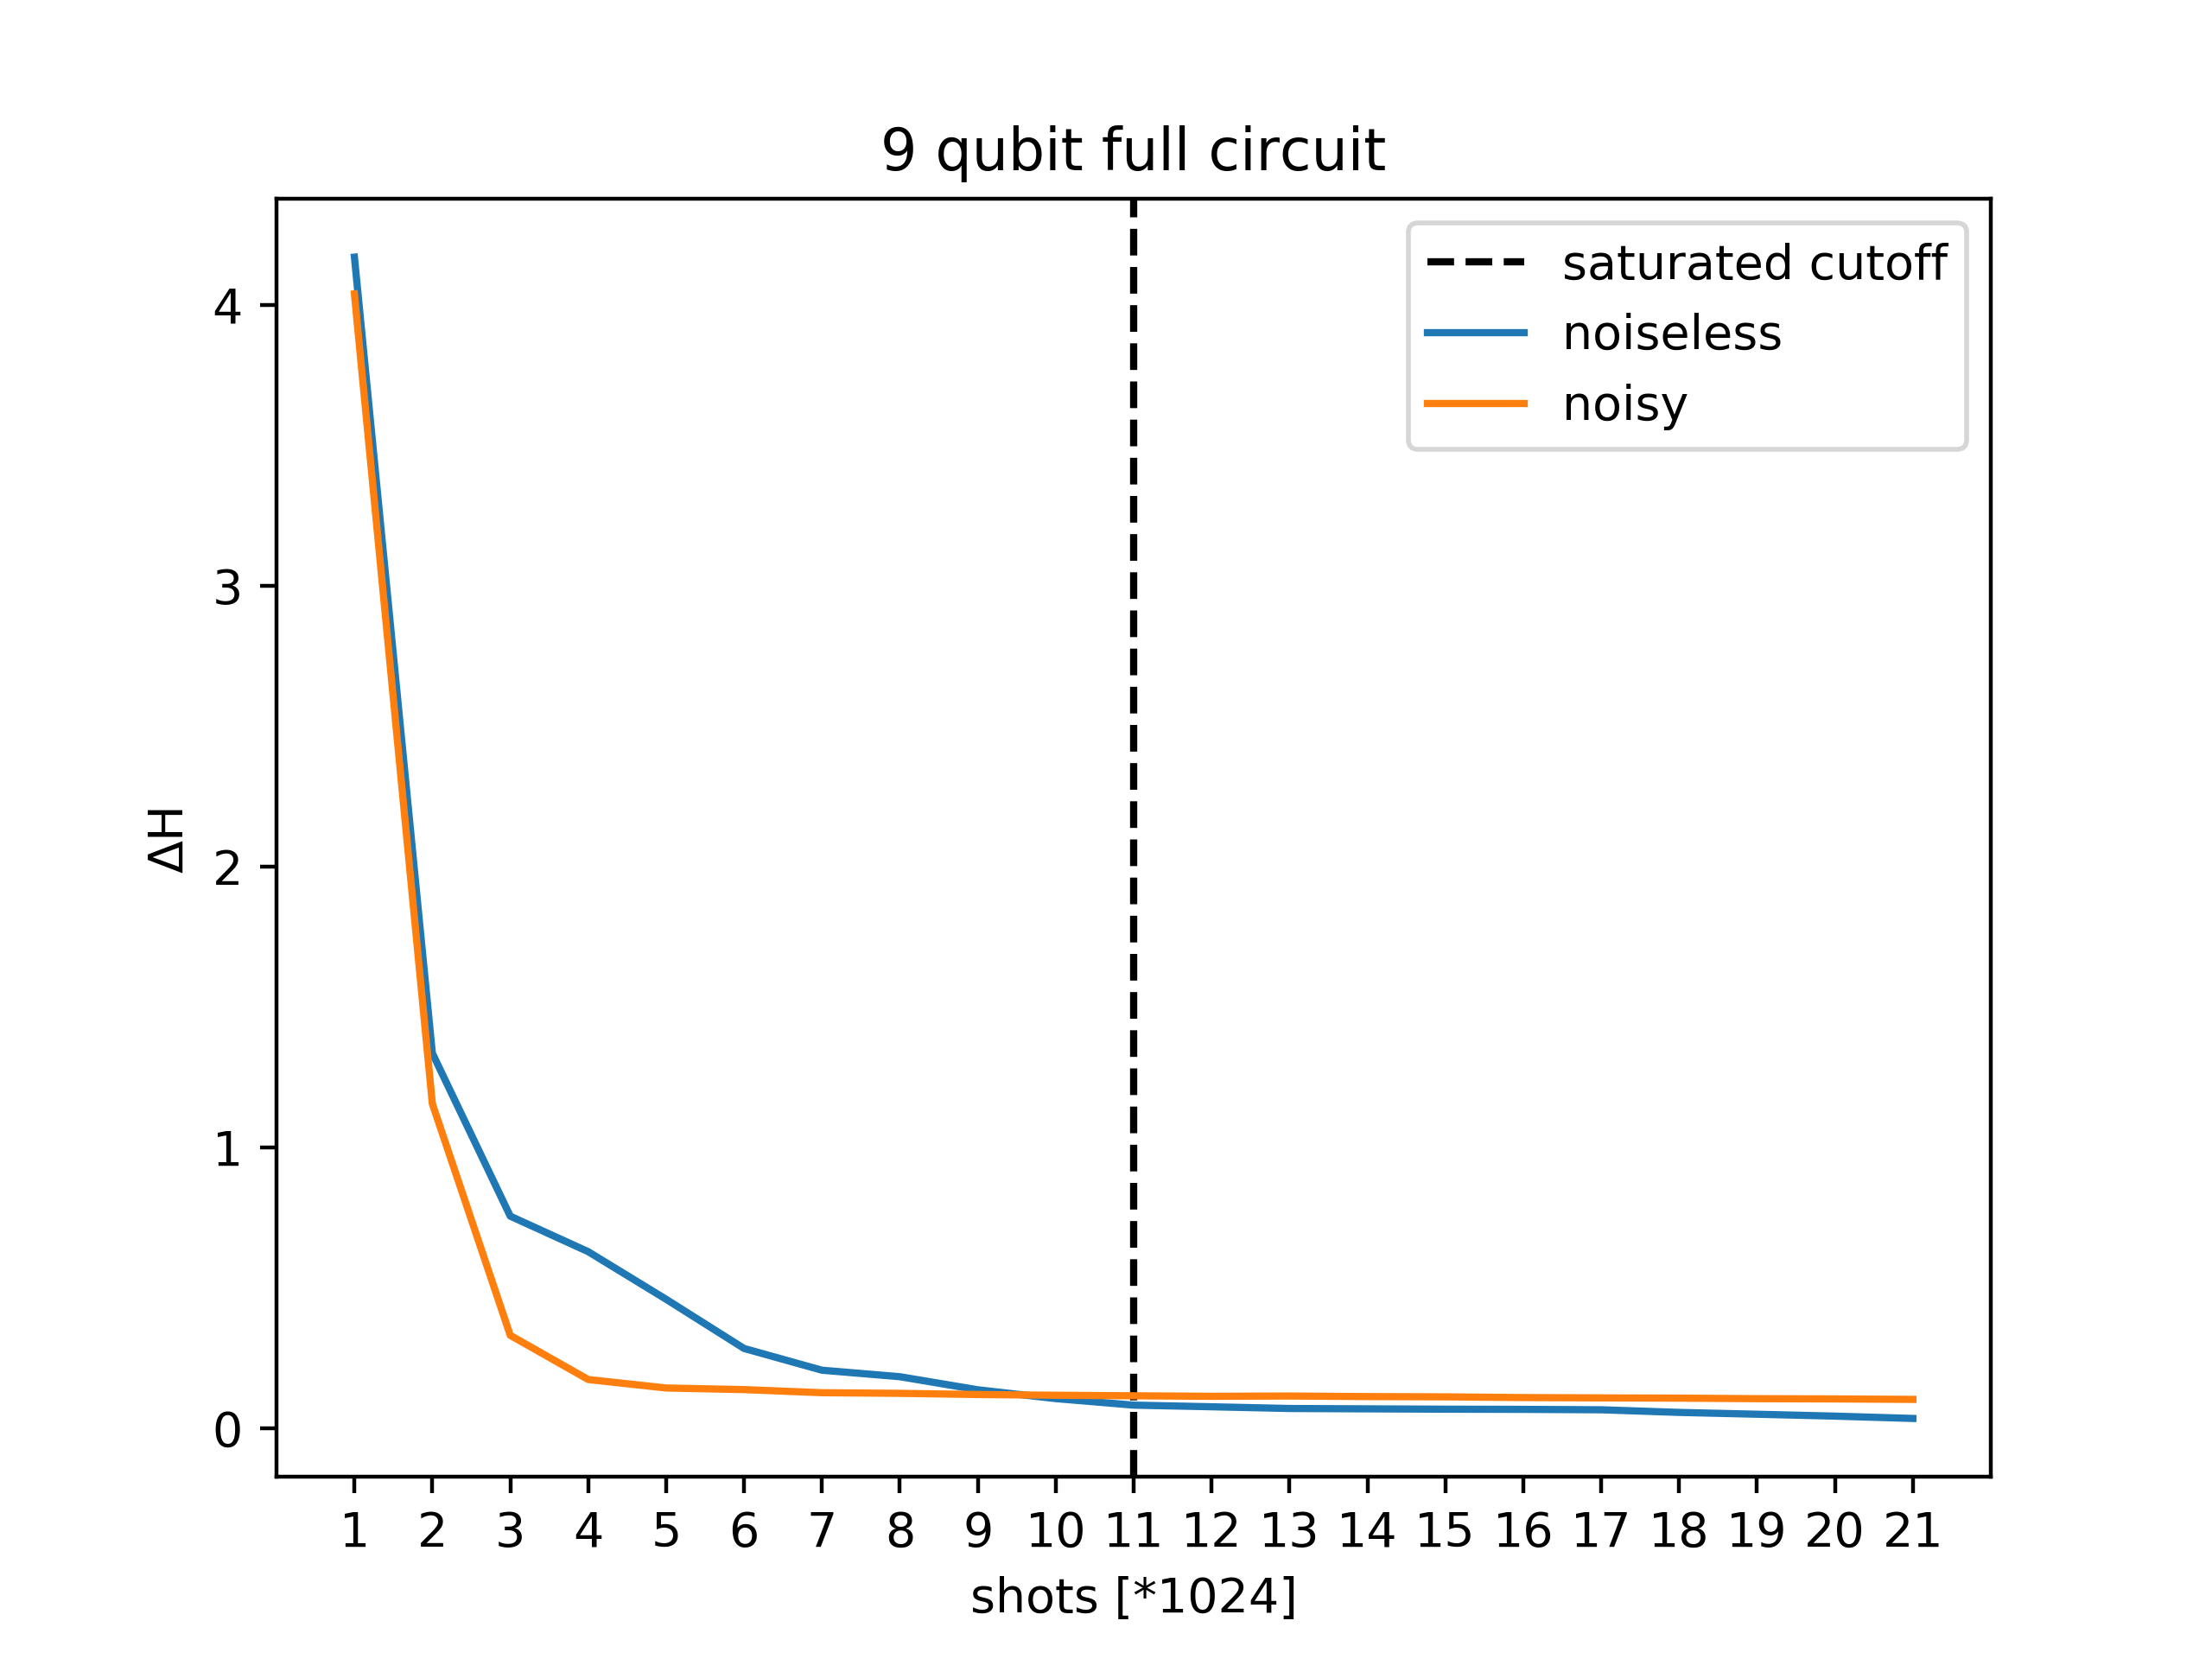 9 qubit full circuit
saturated cutoff
noiseless
noisy
4
3
2
1
0
ΔH
1 2 3 4 5 6 7 8 9 10 11 12 13 14 15 16 17 18 19 20 21
shots [*1024]